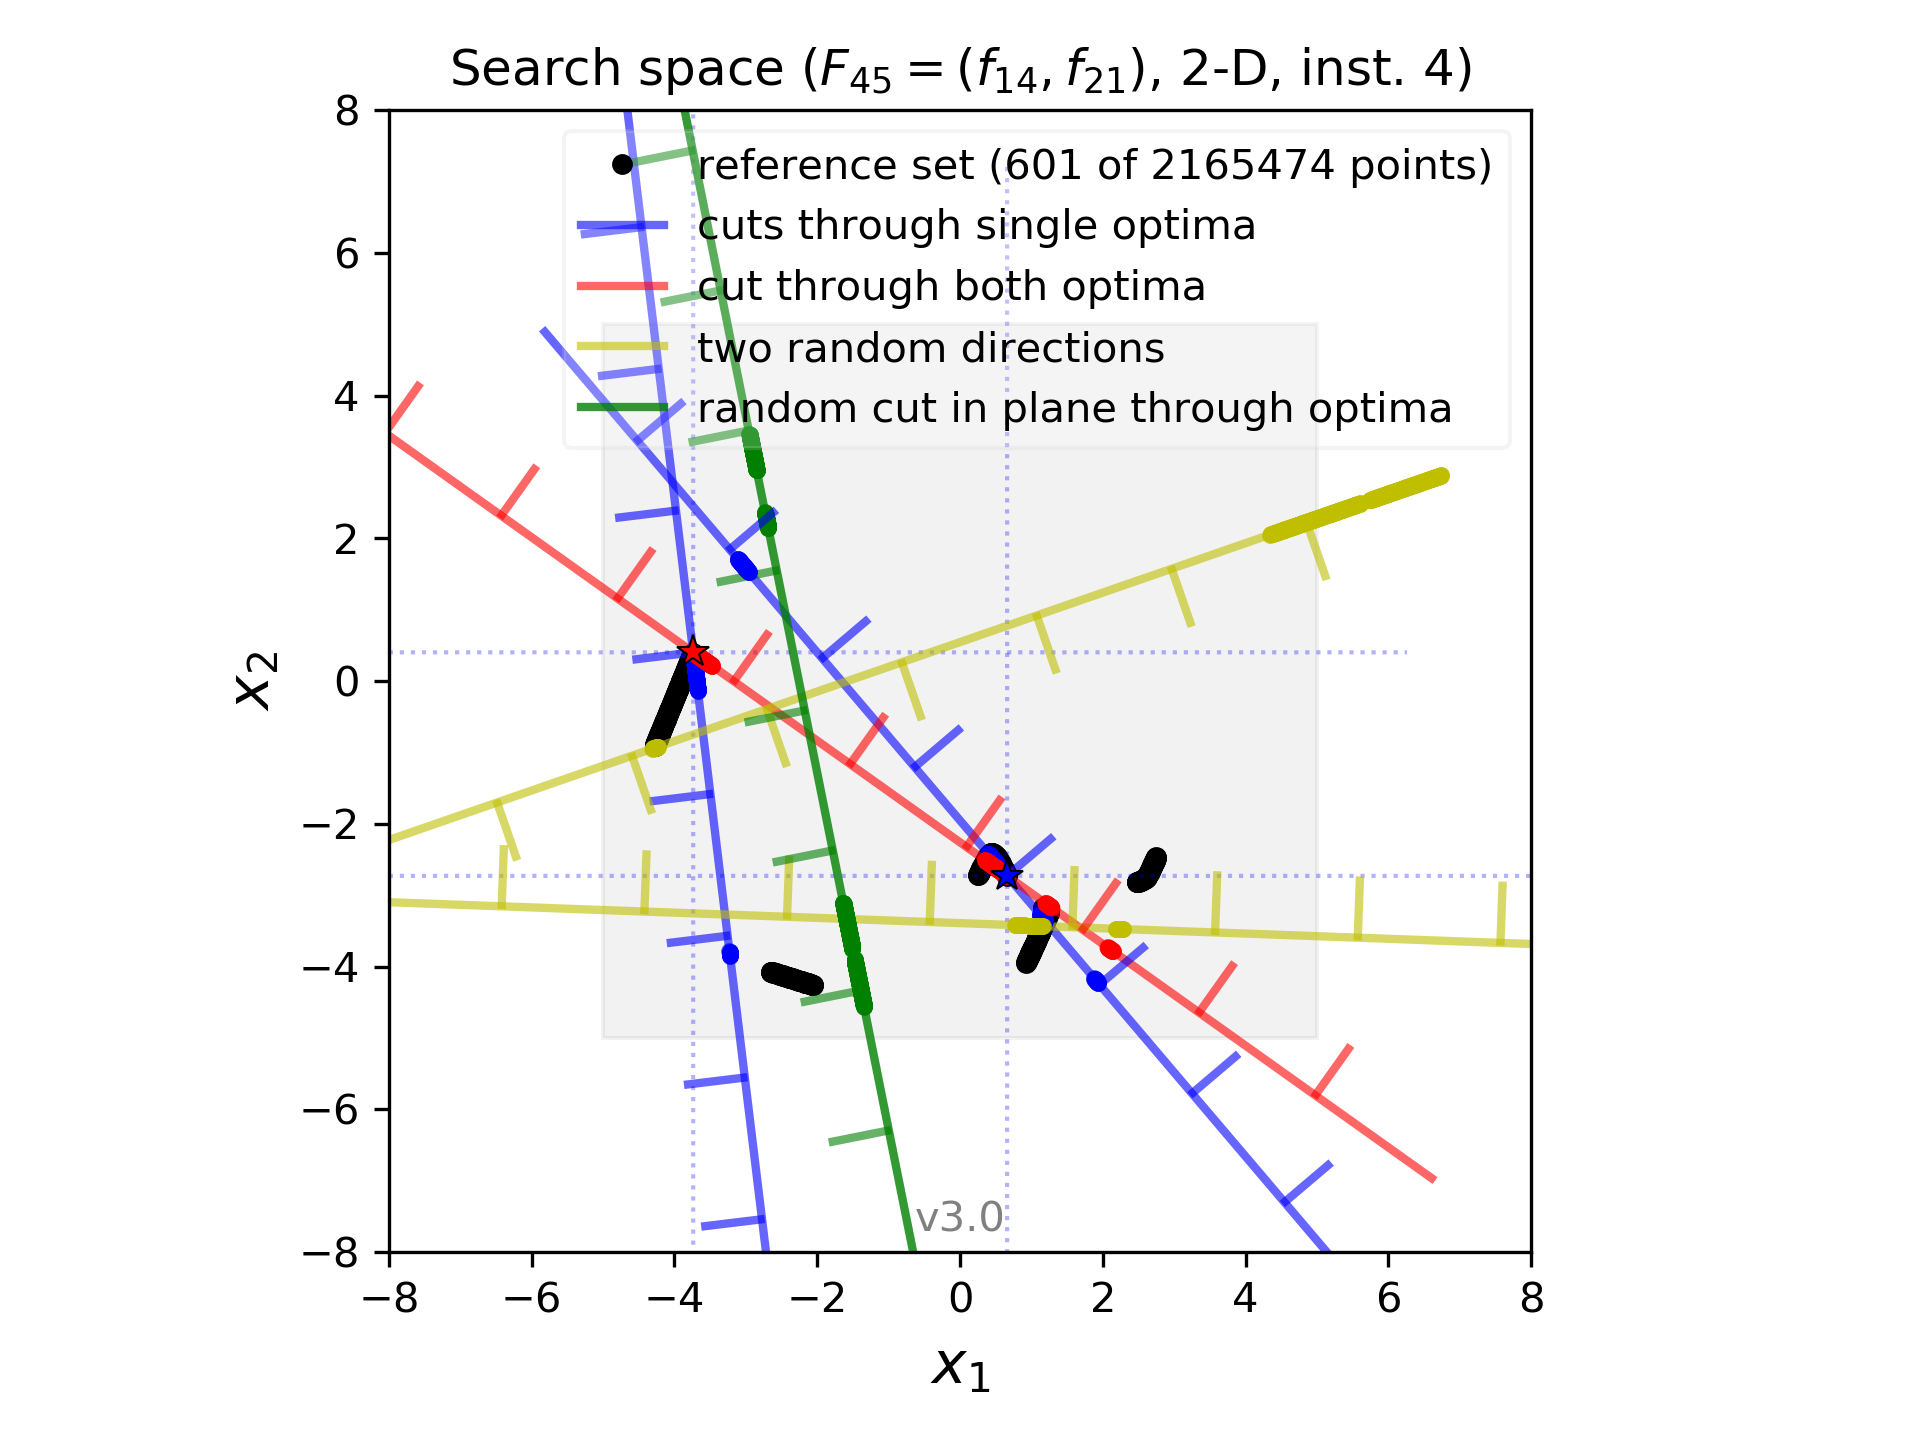 Search space (F45 = (f14, f21), 2-D, inst. 4)
8
6
4
2
0
−2
−4
−6
−8
x2
reference set (601 of 2165474 points)
cuts through single optima
cut through both optima
two random directions
random cut in plane through optima
v3.0
−8 −6 −4 −2 0 2 4 6 8
x1